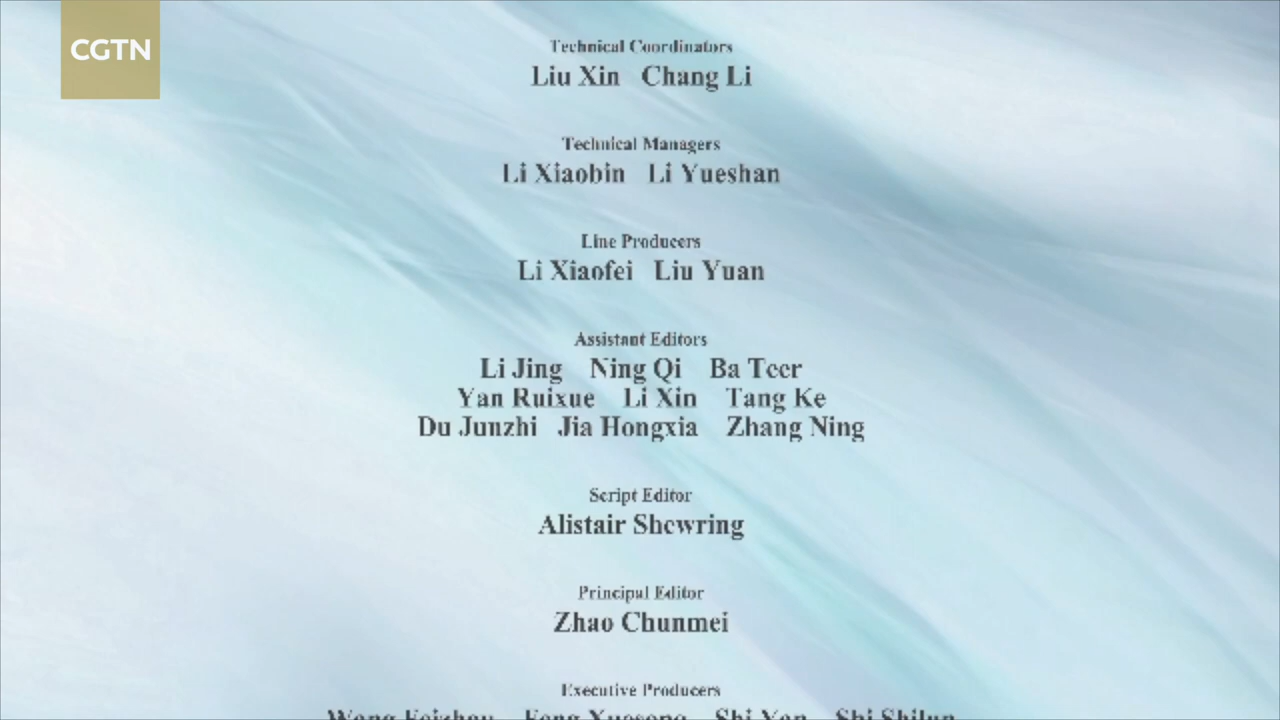 CGTN
Technical Coordinators
Liu Xin Chang Li
Technical Managers
Li Xiaobin Li Yueshan
Line Producers
Li Xiaofei Liu Yuan
Assistant Editors
Li Jing Ning Qi Ba Teer
Yan Ruixue Li Xin Tang Ke
Du Junzhi Jia Hongxia Zhang Ning
Script Editor
Alistair Shewring
Principal Editor
Zhao Chunmei
Executive Producers